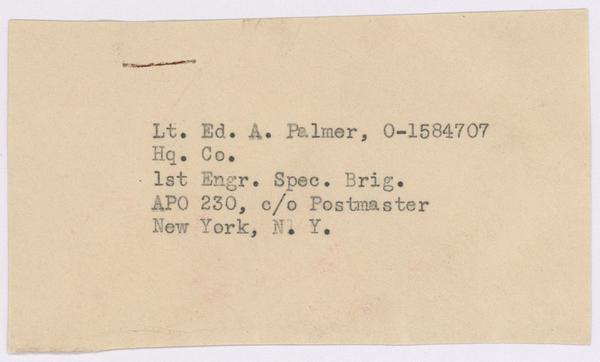 Lt. Ed. A. Palmer, O-1584707
Hq. Co.
1st Engr. Spec. Brig.
APO 230, c/o Postmaster
New York, N. Y.